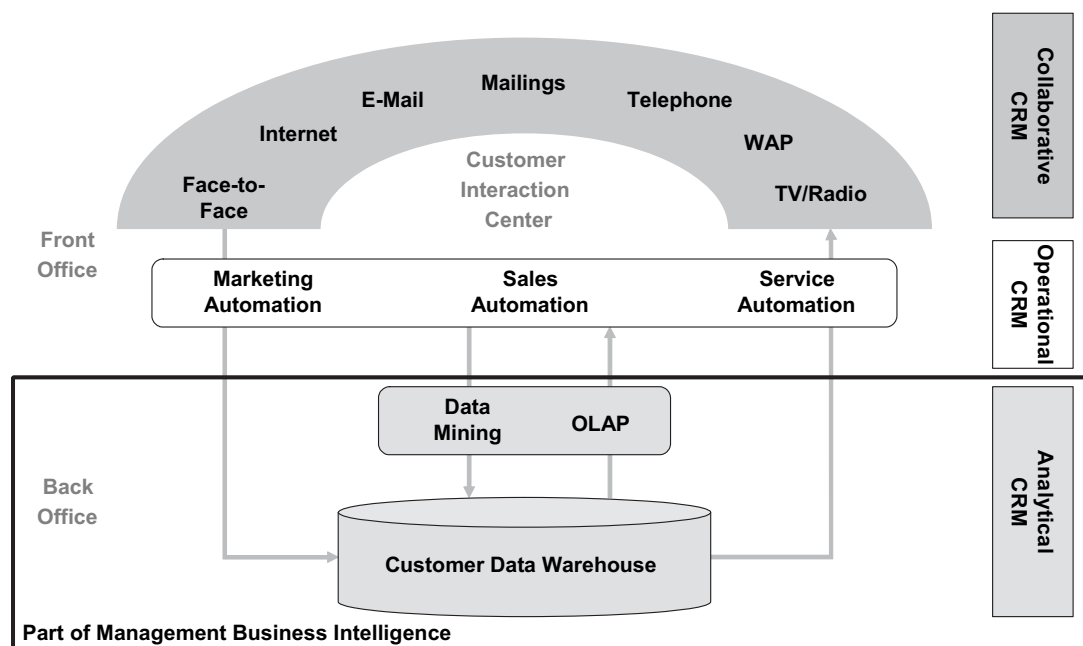 Mailings
E-Mail
Telephone
Internet
WAP
Face-to-
Face
TV/Radio
Customer
Interaction
Center
Collaborative
CRM
Front
Office
Marketing
Automation
Sales
Automation
Service
Automation
Operational
CRM
Data
Mining
OLAP
Back
Office
Customer Data Warehouse
Analytical
CRM
Part of Management Business Intelligence